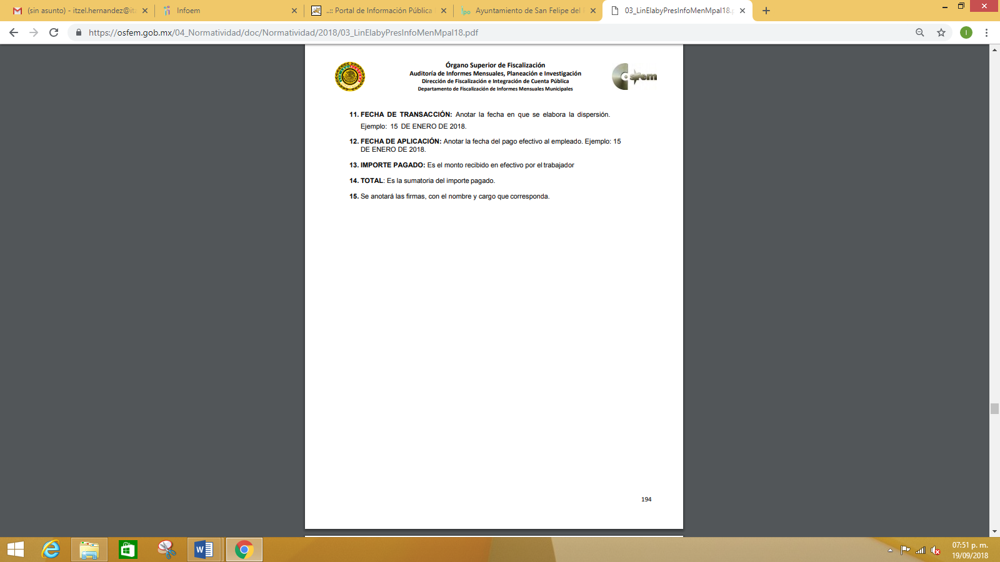 (sin asunto) - itzel.hernandez@it
Infoem
..:: Portal de Información Pública
Ayuntamiento de San Felipe del
03_LinElabyPresInfoMenMpal18.p
https://osfem.gob.mx/04_Normatividad/doc/Normatividad/2018/03_LinElabyPresInfoMenMpal18.pdf
I
Órgano Superior de Fiscalización
Auditoría de Informes Mensuales, Planeación e Investigación
Dirección de Fiscalización e Integración de Cuenta Pública
Departamento de Fiscalización de Informes Mensuales Municipales
osfem
11. FECHA DE TRANSACCIÓN: Anotar la fecha en que se elabora la dispersión.
Ejemplo: 15 DE ENERO DE 2018.
12. FECHA DE APLICACIÓN: Anotar la fecha del pago efectivo al empleado. Ejemplo: 15
DE ENERO DE 2018.
13. IMPORTE PAGADO: Es el monto recibido en efectivo por el trabajador
14. TOTAL: Es la sumatoria del importe pagado.
15. Se anotará las firmas, con el nombre y cargo que corresponda.
194
07:51 p. m.
19/09/2018